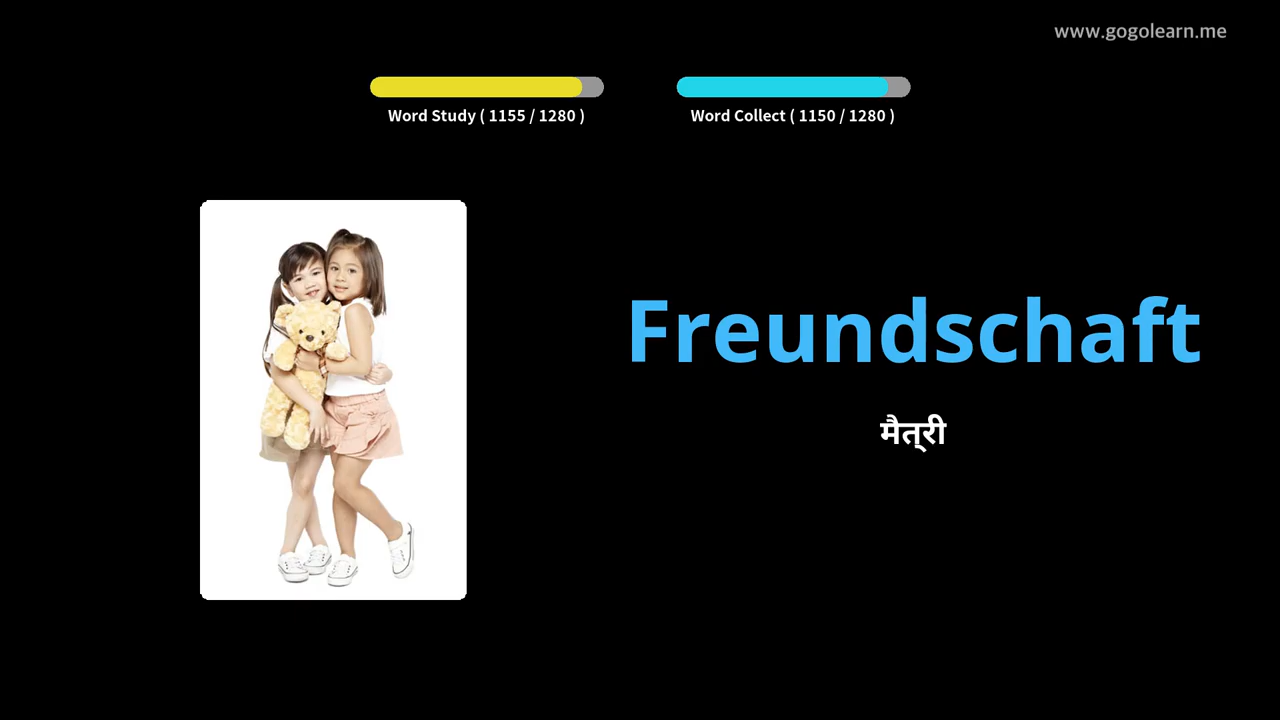 www.gogolearn.me
Word Study ( 1155 / 1280 )
Word Collect ( 1150 / 1280 )
Freundschaft
मैत्री